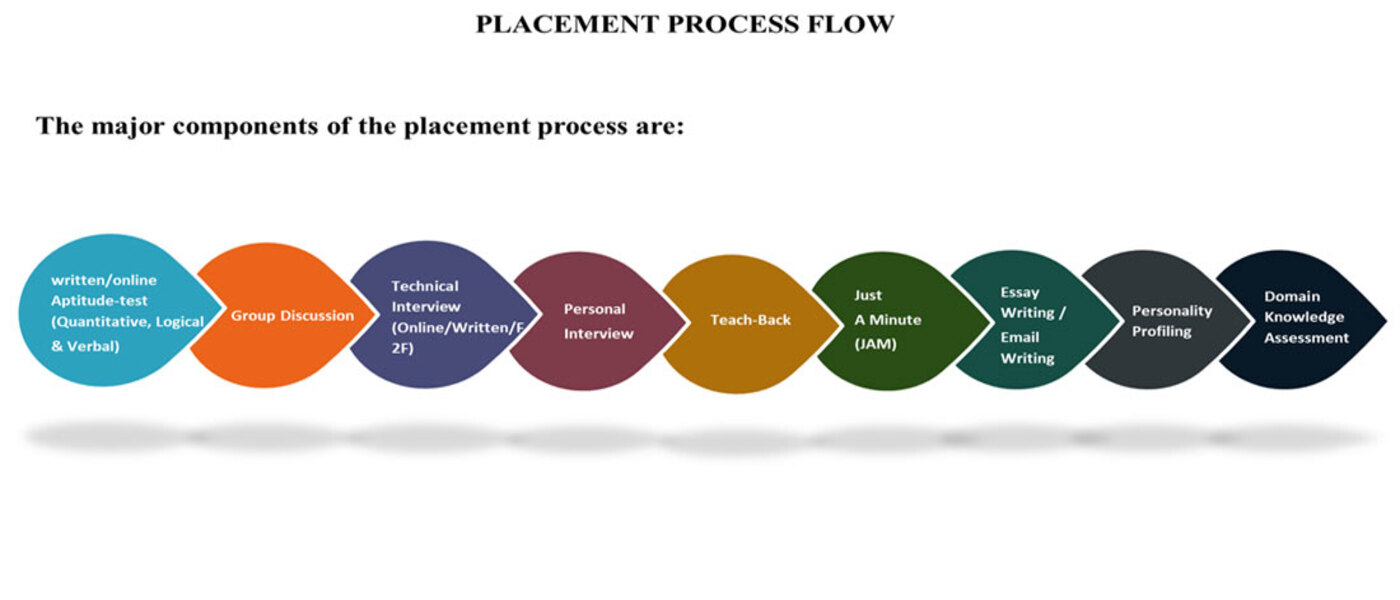 PLACEMENT PROCESS FLOW
The major components of the placement process are:
written/online
Aptitude-test
(Quantitative, Logical
& Verbal)
Group Discussion
Technical
Interview
(Online/Written/F
2F)
Personal
Interview
Teach-Back
Just
A Minute
(JAM)
Essay
Writing /
Email
Writing
Personality
Profiling
Domain
Knowledge
Assessment